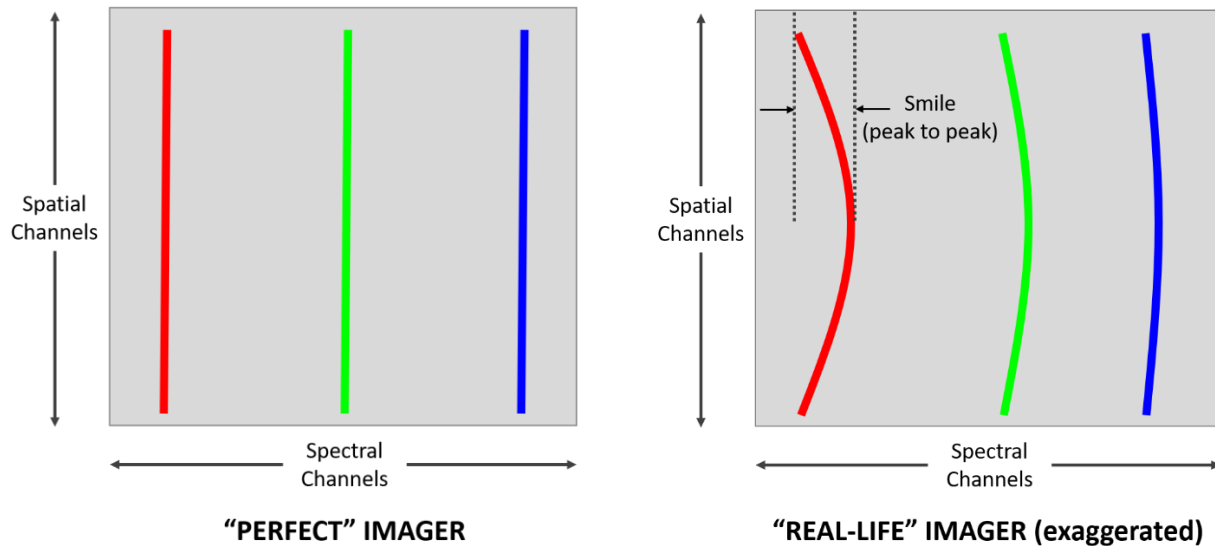 Spatial
Channels
Spectral
Channels
“PERFECT” IMAGER
Smile
(peak to peak)
Spatial
Channels
Spectral
Channels
“REAL-LIFE” IMAGER (exaggerated)